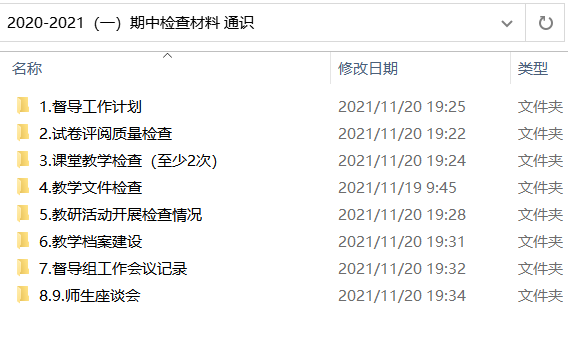 2020-2021（一）期中检查材料 通识
名称 修改日期 类型
1.督导工作计划 2021/11/20 19:25 文件夹
2.试卷评阅质量检查 2021/11/20 19:22 文件夹
3.课堂教学检查（至少2次） 2021/11/20 19:24 文件夹
4.教学文件检查 2021/11/19 9:45 文件夹
5.教研活动开展检查情况 2021/11/20 19:28 文件夹
6.教学档案建设 2021/11/20 19:31 文件夹
7.督导组工作会议记录 2021/11/20 19:32 文件夹
8.9.师生座谈会 2021/11/20 19:34 文件夹